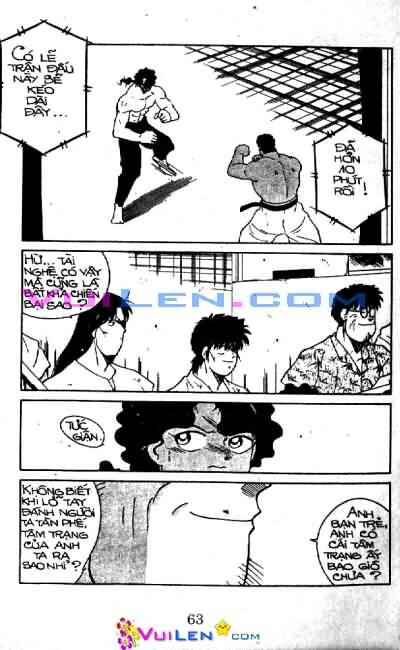 CÓ LẼ
TRẬN ĐẤU
NÀY SẼ
KÉO
DÀI
ĐẤY...
ĐÃ HƠN
10
PHÚT
RỒI!
HỪ... TÀI
NGHỆ CÓ VẬY
MÀ CŨNG LÀ
BẤT KHẢ CHIẾN
BẠI SAO?
VUILEN.COM
TỨC
GIẬN.
KHÔNG BIẾT
KHI LỠ TAY
ĐÁNH NGƯỜI
TA TÀN PHẾ,
TÂM TRẠNG
CỦA ANH
TA RA
SAO NHỈ?
ANH
BẠN TRẺ,
ANH CÓ
CÁI TÂM
TRẠNG ẤY
BAO GIỜ
CHƯA?
63
VUILEN.COM